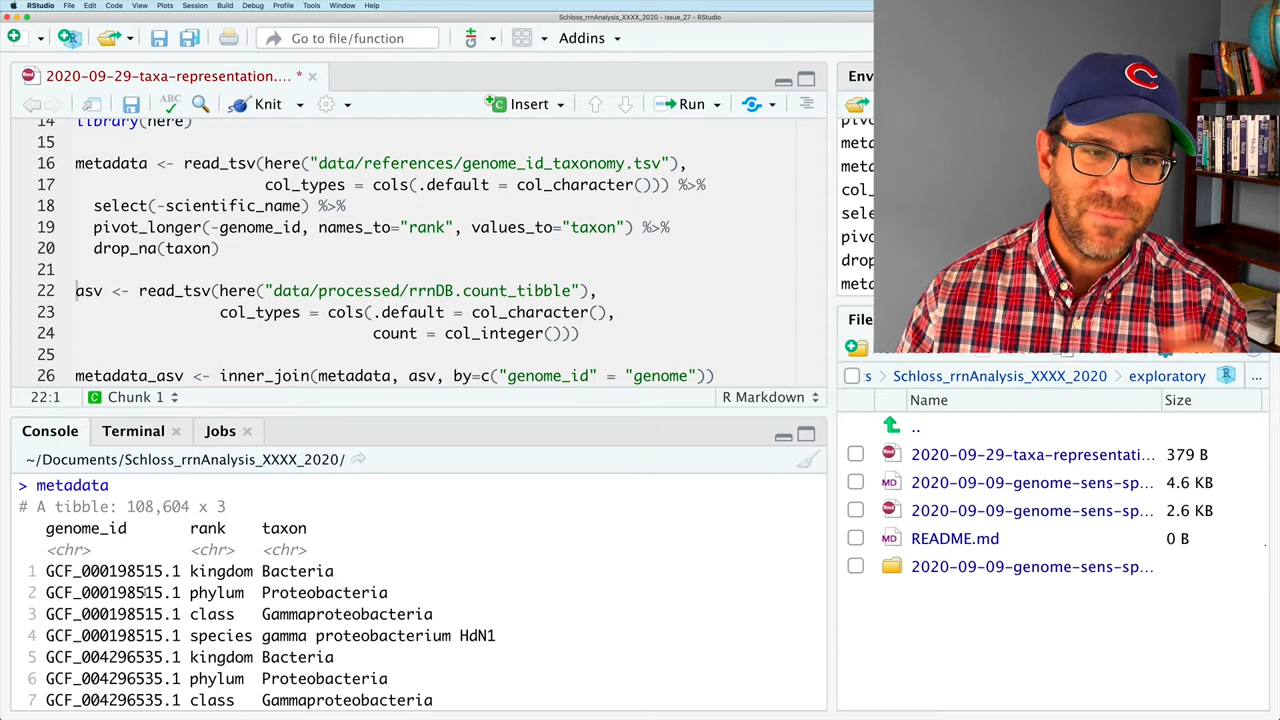 RStudio File Edit Code View Plots Session Build Debug Profile Tools Window Help
Schloss_rrnAnalysis_XXXX_2020 - issue_27 - RStudio
Go to file/function
Addins
2020-09-29-taxa-representation.... *
Knit
Insert
Run
14 library(here)
15
16 metadata <- read_tsv(here("data/references/genome_id_taxonomy.tsv"),
17 col_types = cols(.default = col_character())) %>%
18 select(-scientific_name) %>%
19 pivot_longer(-genome_id, names_to="rank", values_to="taxon") %>%
20 drop_na(taxon)
21
22 asv <- read_tsv(here("data/processed/rrnDB.count_tibble"),
23 col_types = cols(.default = col_character(),
24 count = col_integer()))
25
26 metadata_asv <- inner_join(metadata, asv, by=c("genome_id" = "genome"))
22:1 Chunk 1 R Markdown
Console Terminal Jobs
~/Documents/Schloss_rrnAnalysis_XXXX_2020/
> metadata
# A tibble: 108,604 x 3
genome_id rank taxon
<chr> <chr> <chr>
1 GCF_000198515.1 kingdom Bacteria
2 GCF_000198515.1 phylum Proteobacteria
3 GCF_000198515.1 class Gammaproteobacteria
4 GCF_000198515.1 species gamma proteobacterium HdN1
5 GCF_004296535.1 kingdom Bacteria
6 GCF_004296535.1 phylum Proteobacteria
7 GCF_004296535.1 class Gammaproteobacteria
Env
pivo
meta
meta
col_
sele
pivo
drop
meta
File
s Schloss_rrnAnalysis_XXXX_2020 exploratory ...
Name Size
..
2020-09-29-taxa-representati... 379 B
2020-09-09-genome-sens-sp... 4.6 KB
2020-09-09-genome-sens-sp... 2.6 KB
README.md 0 B
2020-09-09-genome-sens-sp...
C